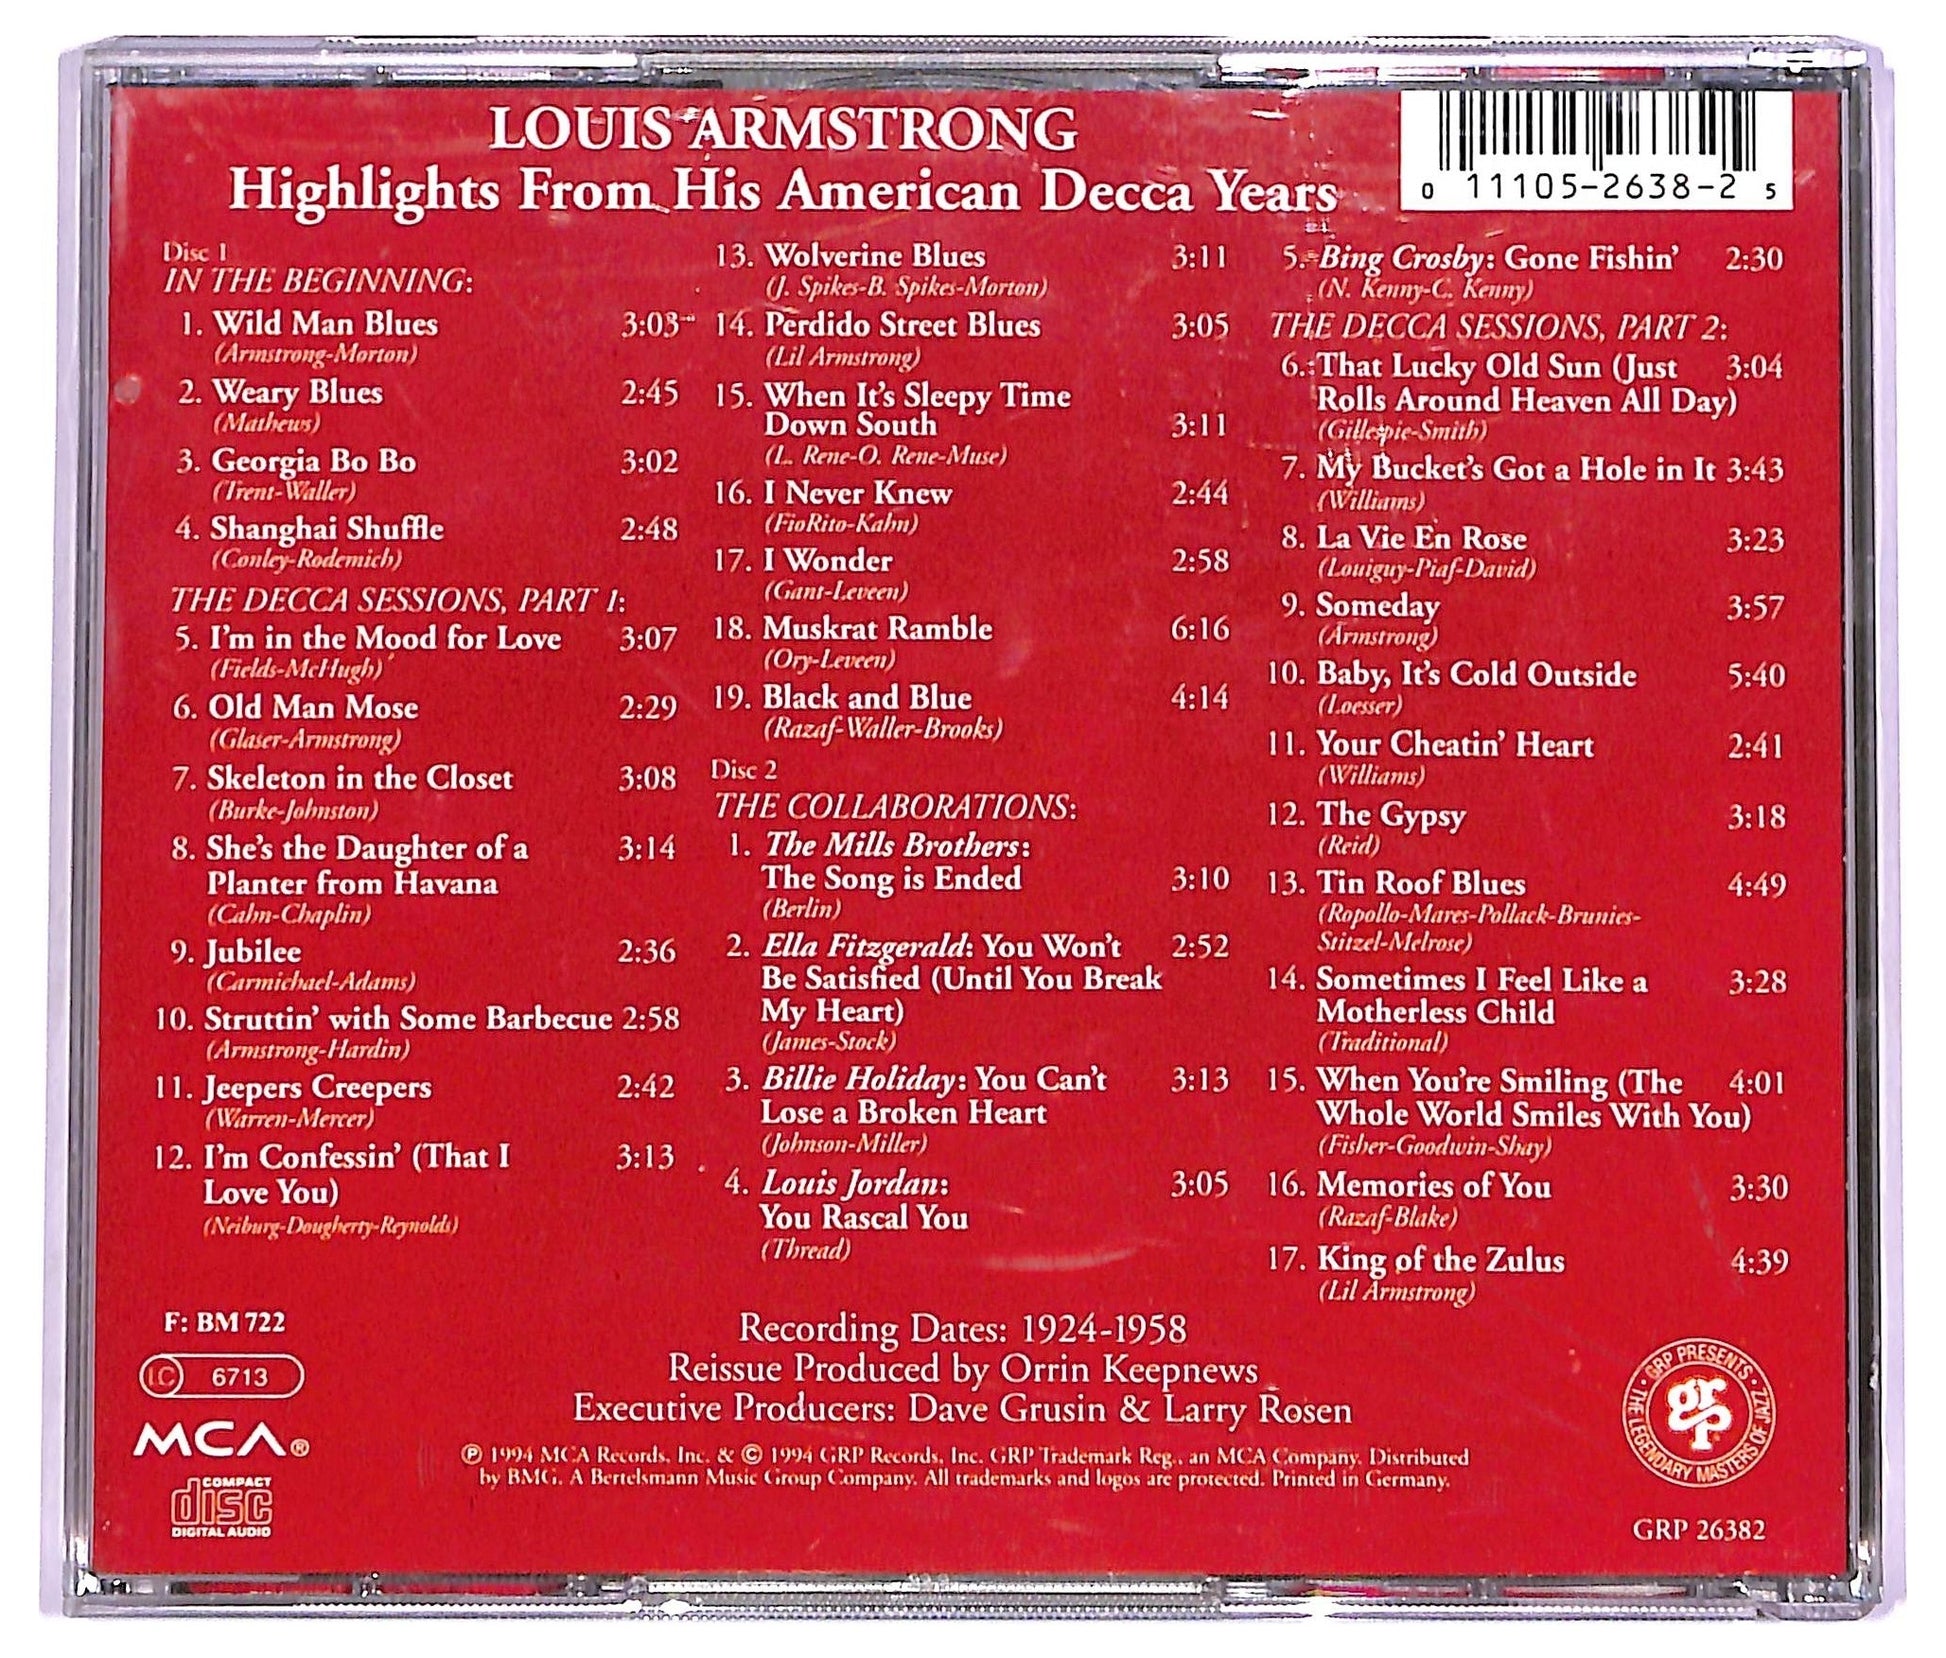 LOUIS ARMSTRONG
Highlights From His American Decca Years
0 11105-2638-2 5
Disc 1
IN THE BEGINNING:
1. Wild Man Blues 3:03
(Armstrong-Morton)
2. Weary Blues 2:45
(Mathews)
3. Georgia Bo Bo 3:02
(Trent-Waller)
4. Shanghai Shuffle 2:48
(Conley-Rodemich)
THE DECCA SESSIONS, PART 1:
5. I'm in the Mood for Love 3:07
(Fields-McHugh)
6. Old Man Mose 2:29
(Glaser-Armstrong)
7. Skeleton in the Closet 3:08
(Burke-Johnston)
8. She's the Daughter of a 3:14
Planter from Havana
(Cahn-Chaplin)
9. Jubilee 2:36
(Carmichael-Adams)
10. Struttin' with Some Barbecue 2:58
(Armstrong-Hardin)
11. Jeepers Creepers 2:42
(Warren-Mercer)
12. I'm Confessin' (That I 3:13
Love You)
(Neiburg-Dougherty-Reynolds)
13. Wolverine Blues 3:11
(J. Spikes-B. Spikes-Morton)
14. Perdido Street Blues 3:05
(Lil Armstrong)
15. When It's Sleepy Time
Down South 3:11
(L. Rene-O. Rene-Muse)
16. I Never Knew 2:44
(FioRito-Kahn)
17. I Wonder 2:58
(Gant-Leveen)
18. Muskrat Ramble 6:16
(Ory-Leveen)
19. Black and Blue 4:14
(Razaf-Waller-Brooks)
Disc 2
THE COLLABORATIONS:
1. The Mills Brothers:
The Song is Ended 3:10
(Berlin)
2. Ella Fitzgerald: You Won't 2:52
Be Satisfied (Until You Break
My Heart)
(James-Stock)
3. Billie Holiday: You Can't 3:13
Lose a Broken Heart
(Johnson-Miller)
4. Louis Jordan: 3:05
You Rascal You
(Thread)
5. Bing Crosby: Gone Fishin' 2:30
(N. Kenny-C. Kenny)
THE DECCA SESSIONS, PART 2:
6. That Lucky Old Sun (Just 3:04
Rolls Around Heaven All Day)
(Gillespie-Smith)
7. My Bucket's Got a Hole in It 3:43
(Williams)
8. La Vie En Rose 3:23
(Louiguy-Piaf-David)
9. Someday 3:57
(Armstrong)
10. Baby, It's Cold Outside 5:40
(Loesser)
11. Your Cheatin' Heart 2:41
(Williams)
12. The Gypsy 3:18
(Reid)
13. Tin Roof Blues 4:49
(Ropollo-Mares-Pollack-Brunies-
Stitzel-Melrose)
14. Sometimes I Feel Like a 3:28
Motherless Child
(Traditional)
15. When You're Smiling (The 4:01
Whole World Smiles With You)
(Fisher-Goodwin-Shay)
16. Memories of You 3:30
(Razaf-Blake)
17. King of the Zulus 4:39
(Lil Armstrong)
F: BM 722
LC 6713
MCA®
COMPACT
disc
DIGITAL AUDIO
Recording Dates: 1924-1958
Reissue Produced by Orrin Keepnews
Executive Producers: Dave Grusin & Larry Rosen
℗ 1994 MCA Records, Inc. & © 1994 GRP Records, Inc. GRP Trademark Reg., an MCA Company. Distributed
by BMG. A Bertelsmann Music Group Company. All trademarks and logos are protected. Printed in Germany.
GRP PRESENTS · THE LEGENDARY MASTERS OF JAZZ ·
grp
GRP 26382